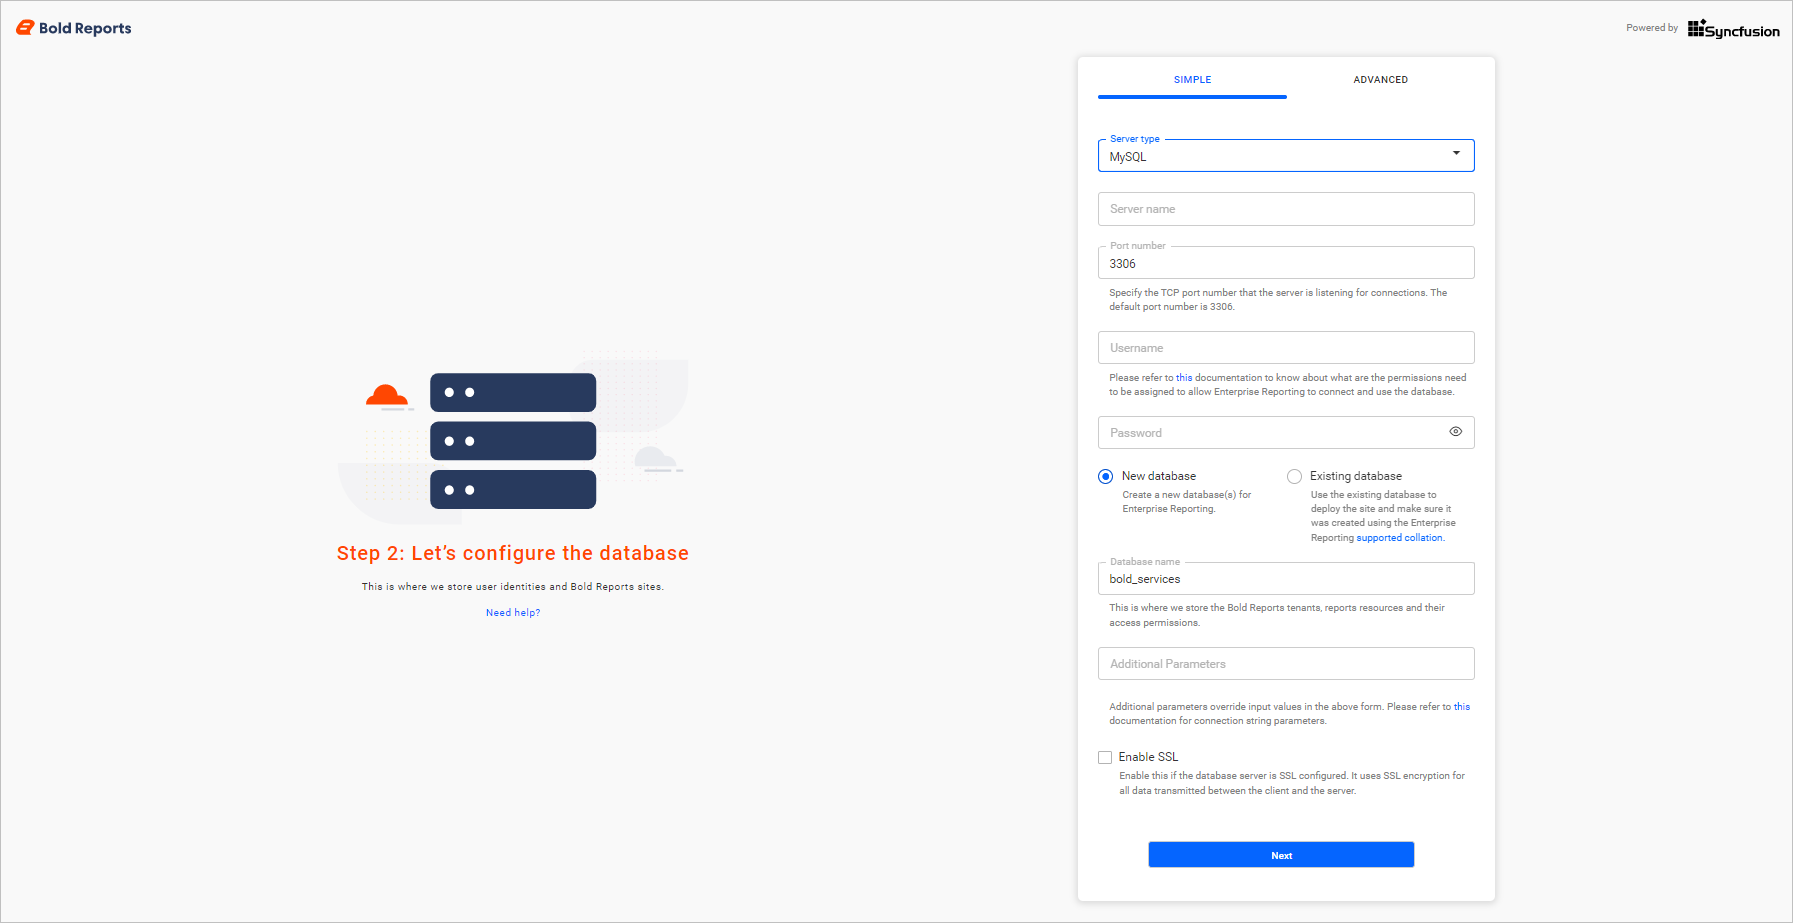 Bold Reports
Powered by Syncfusion
SIMPLE
ADVANCED
Server type
MySQL
Server name
Port number
3306
Specify the TCP port number that the server is listening for connections. The
default port number is 3306.
Username
Please refer to this documentation to know about what are the permissions need
to be assigned to allow Enterprise Reporting to connect and use the database.
Password
New database
Create a new database(s) for
Enterprise Reporting.
Existing database
Use the existing database to
deploy the site and make sure it
was created using the Enterprise
Reporting supported collation.
Database name
bold_services
This is where we store the Bold Reports tenants, reports resources and their
access permissions.
Additional Parameters
Additional parameters override input values in the above form. Please refer to this
documentation for connection string parameters.
Enable SSL
Enable this if the database server is SSL configured. It uses SSL encryption for
all data transmitted between the client and the server.
Next
Step 2: Let's configure the database
This is where we store user identities and Bold Reports sites.
Need help?